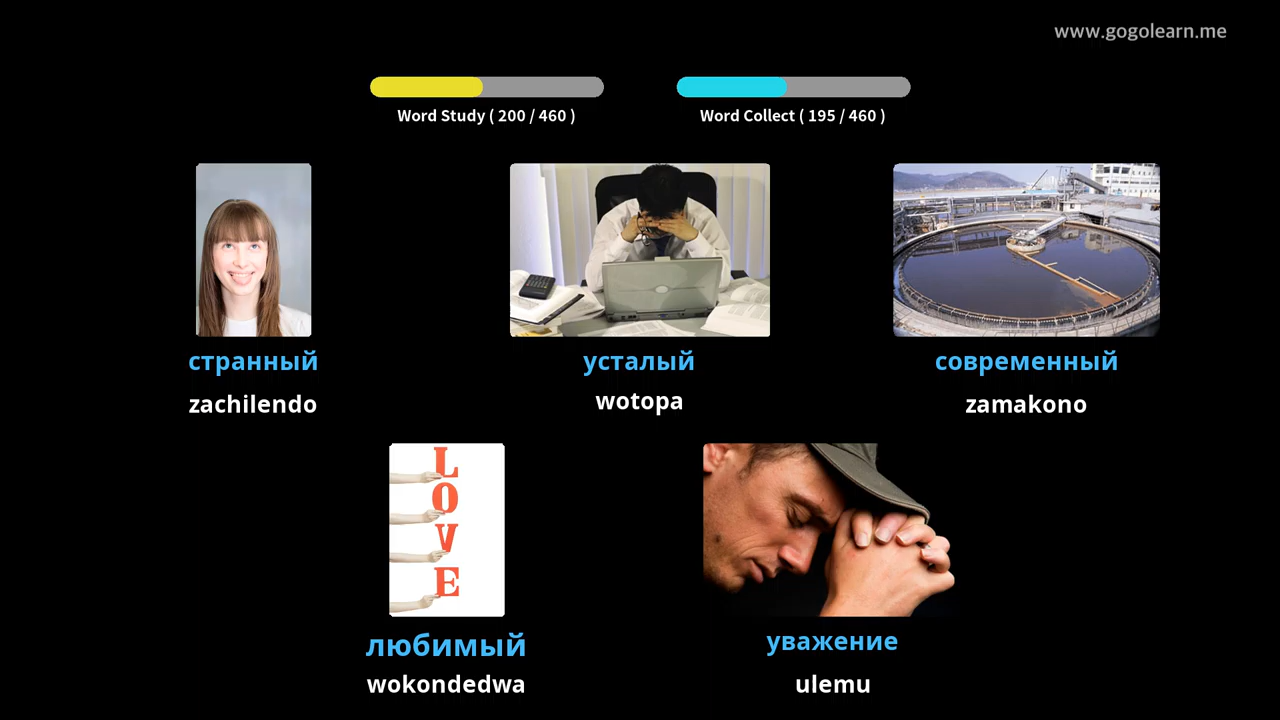 www.gogolearn.me
Word Study ( 200 / 460 )
Word Collect ( 195 / 460 )
странный
усталый
современный
zachilendo
wotopa
zamakono
L
O
V
E
любимый
уважение
wokondedwa
ulemu